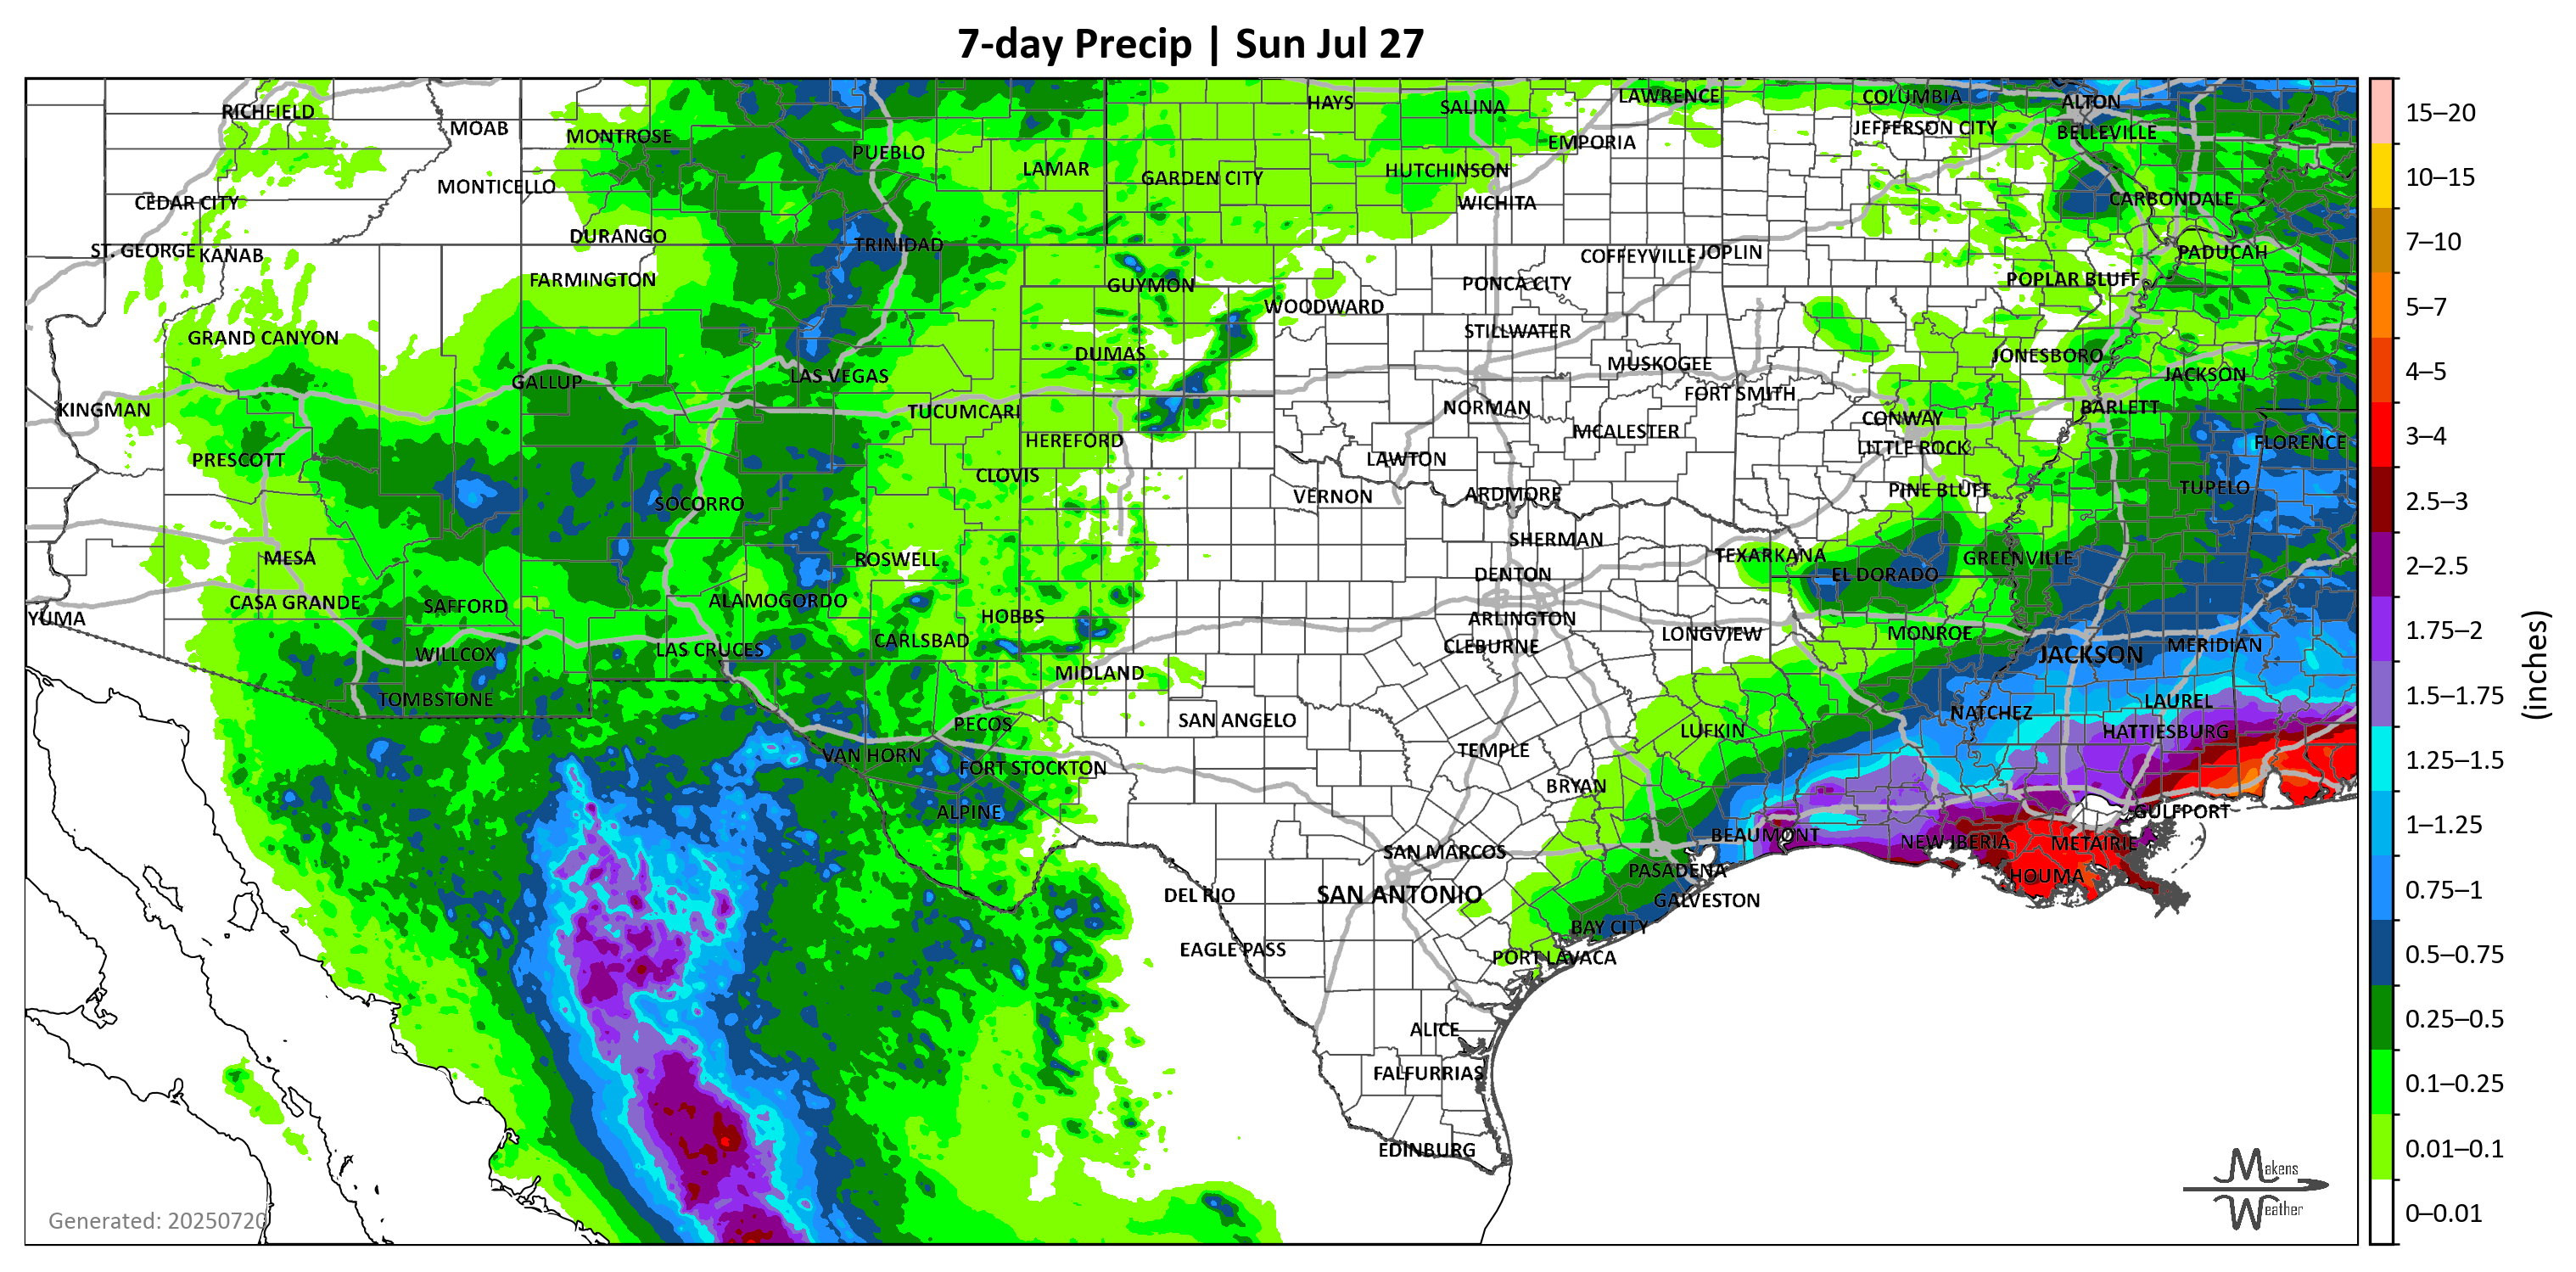 7-day Precip | Sun Jul 27
RICHFIELD
MOAB
MONTROSE
PUEBLO
LAMAR
HAYS
SALINA
LAWRENCE
COLUMBIA
ALTON
EMPORIA
JEFFERSON CITY
BELLEVILLE
CEDAR CITY
MONTICELLO
GARDEN CITY
HUTCHINSON
WICHITA
CARBONDALE
ST. GEORGE
KANAB
DURANGO
TRINIDAD
COFFEYVILLE
JOPLIN
PADUCAH
FARMINGTON
GUYMON
PONCA CITY
POPLAR BLUFF
WOODWARD
GRAND CANYON
STILLWATER
DUMAS
MUSKOGEE
JONESBORO
GALLUP
LAS VEGAS
FORT SMITH
JACKSON
KINGMAN
TUCUMCARI
NORMAN
CONWAY
BARLETT
HEREFORD
MCALESTER
LITTLE ROCK
FLORENCE
PRESCOTT
CLOVIS
LAWTON
SOCORRO
VERNON
ARDMORE
PINE BLUFF
TUPELO
MESA
ROSWELL
SHERMAN
TEXARKANA
GREENVILLE
DENTON
EL DORADO
YUMA
CASA GRANDE
SAFFORD
ALAMOGORDO
HOBBS
ARLINGTON
WILLCOX
LAS CRUCES
CARLSBAD
CLEBURNE
LONGVIEW
MONROE
JACKSON
MERIDIAN
TOMBSTONE
MIDLAND
PECOS
SAN ANGELO
LUFKIN
NATCHEZ
LAUREL
HATTIESBURG
VAN HORN
FORT STOCKTON
TEMPLE
BRYAN
ALPINE
GULFPORT
SAN MARCOS
BEAUMONT
NEW IBERIA
METAIRIE
DEL RIO
SAN ANTONIO
PASADENA
HOUMA
GALVESTON
EAGLE PASS
BAY CITY
PORT LAVACA
ALICE
FALFURRIAS
EDINBURG
Generated: 20250720
Makens
Weather
15–20
10–15
7–10
5–7
4–5
3–4
2.5–3
2–2.5
1.75–2
1.5–1.75
1.25–1.5
1–1.25
0.75–1
0.5–0.75
0.25–0.5
0.1–0.25
0.01–0.1
0–0.01
(inches)